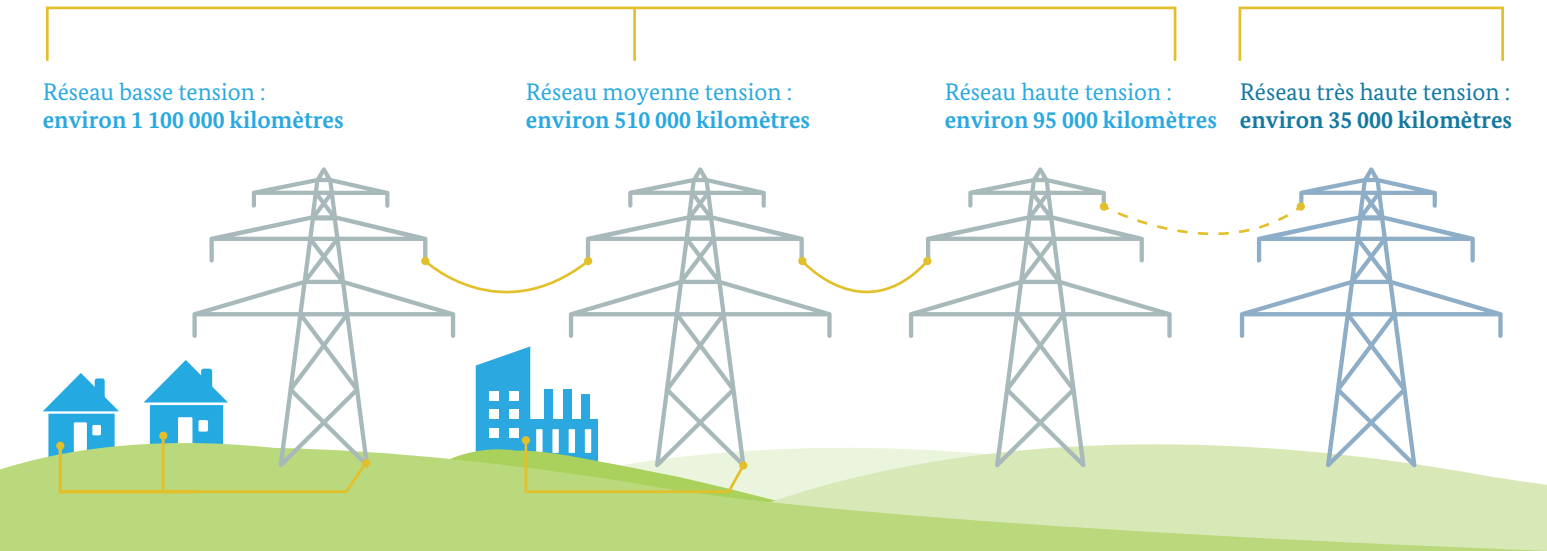 Réseau basse tension :
environ 1 100 000 kilomètres
Réseau moyenne tension :
environ 510 000 kilomètres
Réseau haute tension :
environ 95 000 kilomètres
Réseau très haute tension :
environ 35 000 kilomètres